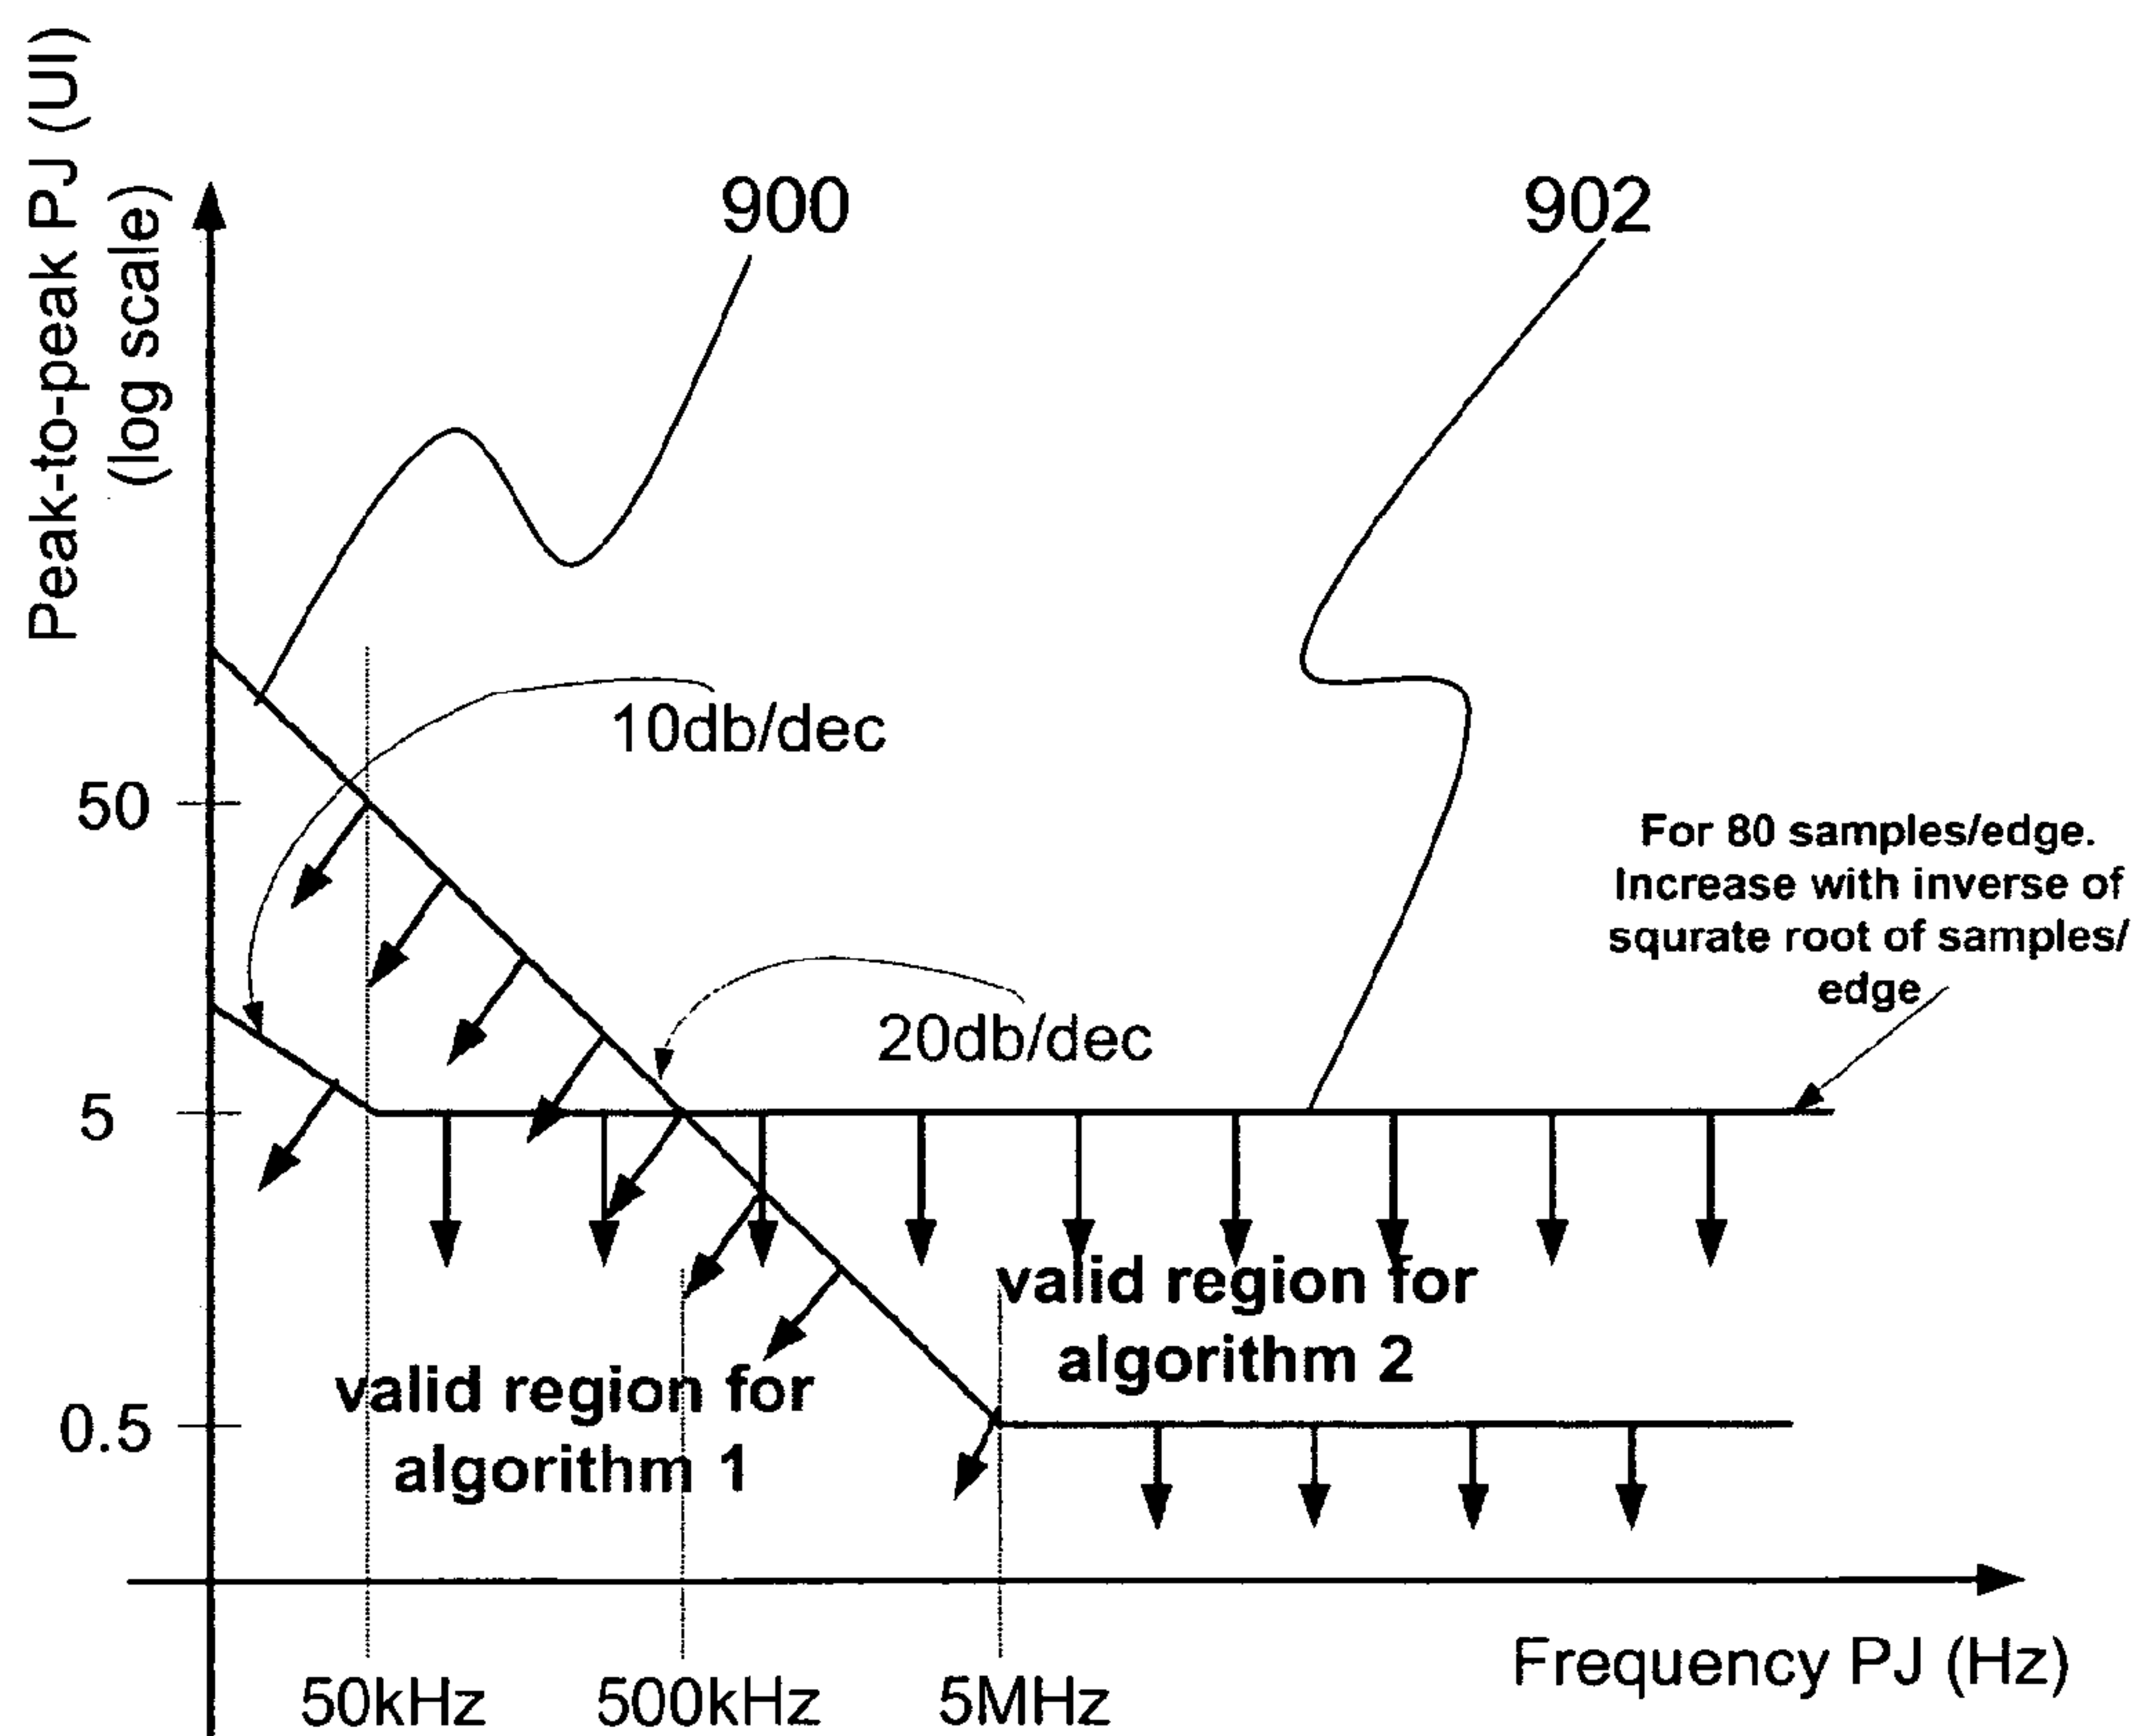 Peak-to-peak PJ (UI)
(log scale)
900
902
10db/dec
50
For 80 samples/edge.
Increase with inverse of
squrate root of samples/
edge
20db/dec
5
valid region for
algorithm 2
valid region for
algorithm 1
0.5
Frequency PJ (Hz)
50kHz
500kHz
5MHz